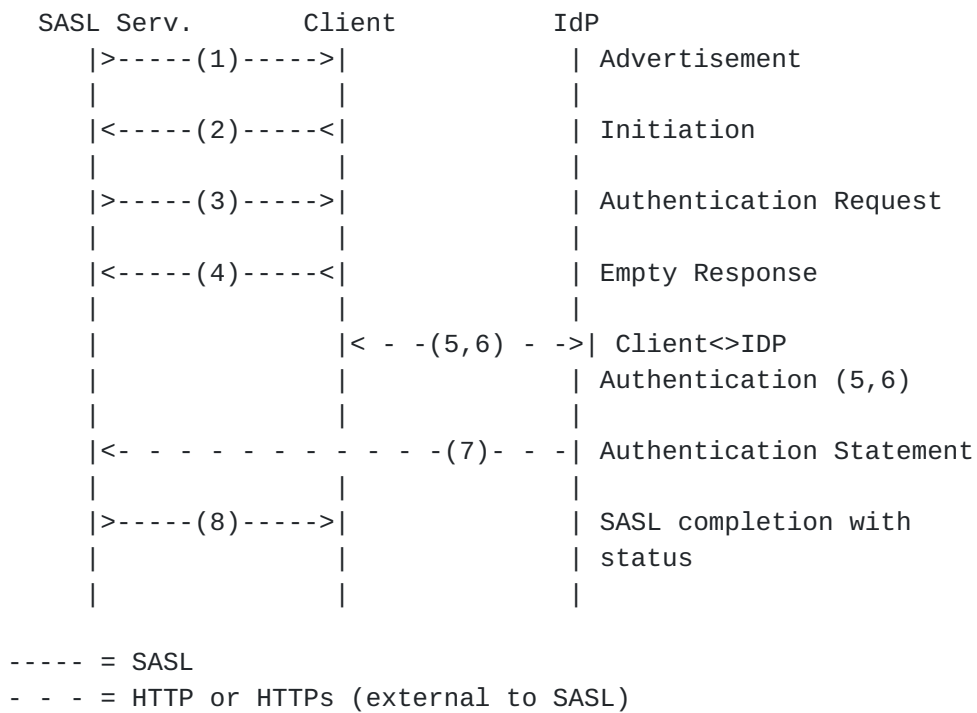 SASL Serv.       Client          IdP
    |>-----(1)----->|               | Advertisement
    |               |               |
    |<-----(2)-----<|               | Initiation
    |               |               |
    |>-----(3)----->|               | Authentication Request
    |               |               |
    |<-----(4)-----<|               | Empty Response
    |               |               |
    |               |< - -(5,6) - ->| Client<>IDP
    |               |               | Authentication (5,6)
    |               |               |
    |<- - - - - - - - - - -(7)- - -| Authentication Statement
    |               |               |
    |>-----(8)----->|               | SASL completion with
    |               |               | status
    |               |               |
----- = SASL
- - - = HTTP or HTTPs (external to SASL)